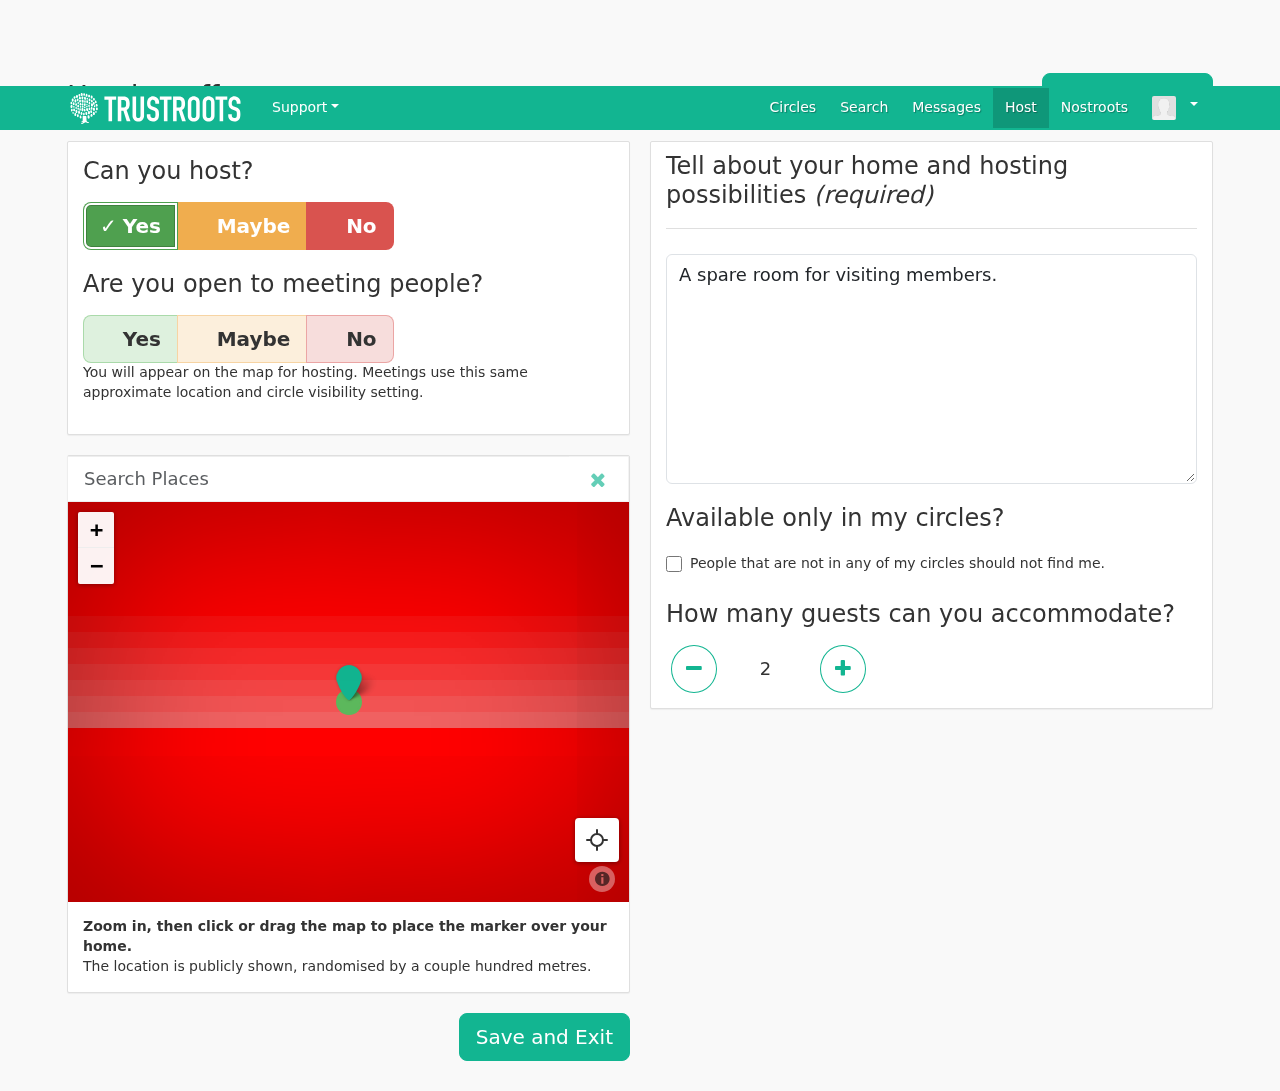 TRUSTROOTS
Support
Circles
Search
Messages
Host
Nostroots
Can you host?
✓ Yes
Maybe
No
Are you open to meeting people?
Yes
Maybe
No
You will appear on the map for hosting. Meetings use this same
approximate location and circle visibility setting.
Search Places
+
−
Zoom in, then click or drag the map to place the marker over your
home.
The location is publicly shown, randomised by a couple hundred metres.
Save and Exit
Tell about your home and hosting
possibilities (required)
A spare room for visiting members.
Available only in my circles?
People that are not in any of my circles should not find me.
How many guests can you accommodate?
2